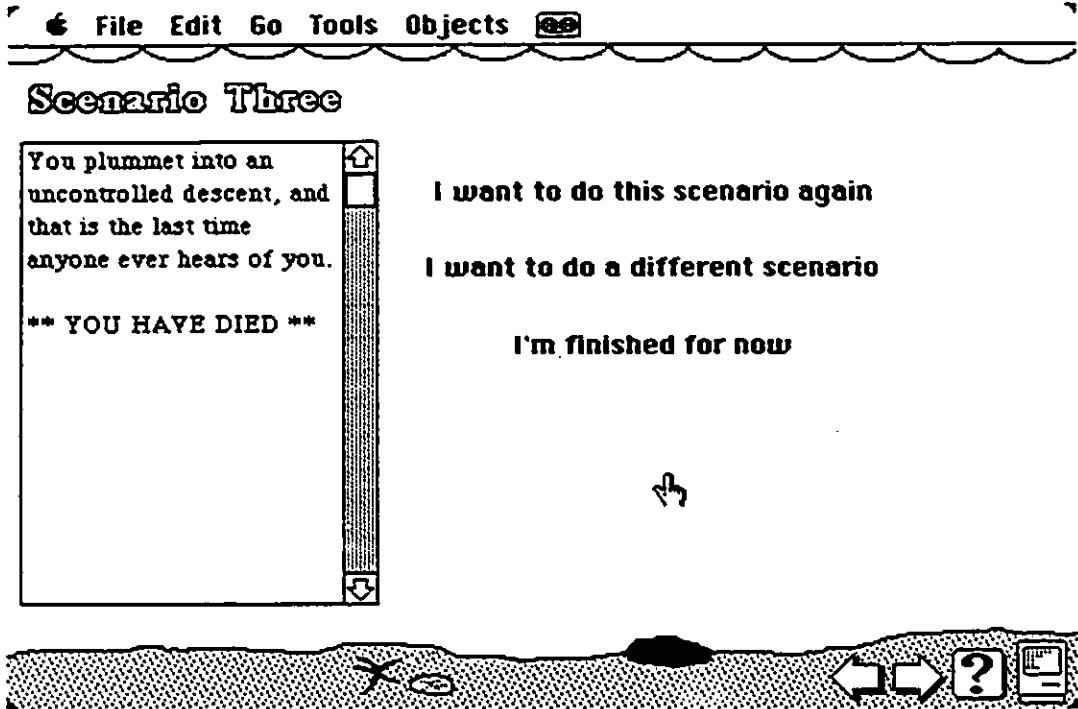 File Edit Go Tools Objects
Scenario Three
You plummet into an
uncontrolled descent, and
that is the last time
anyone ever hears of you.
** YOU HAVE DIED **
I want to do this scenario again
I want to do a different scenario
I'm finished for now
?